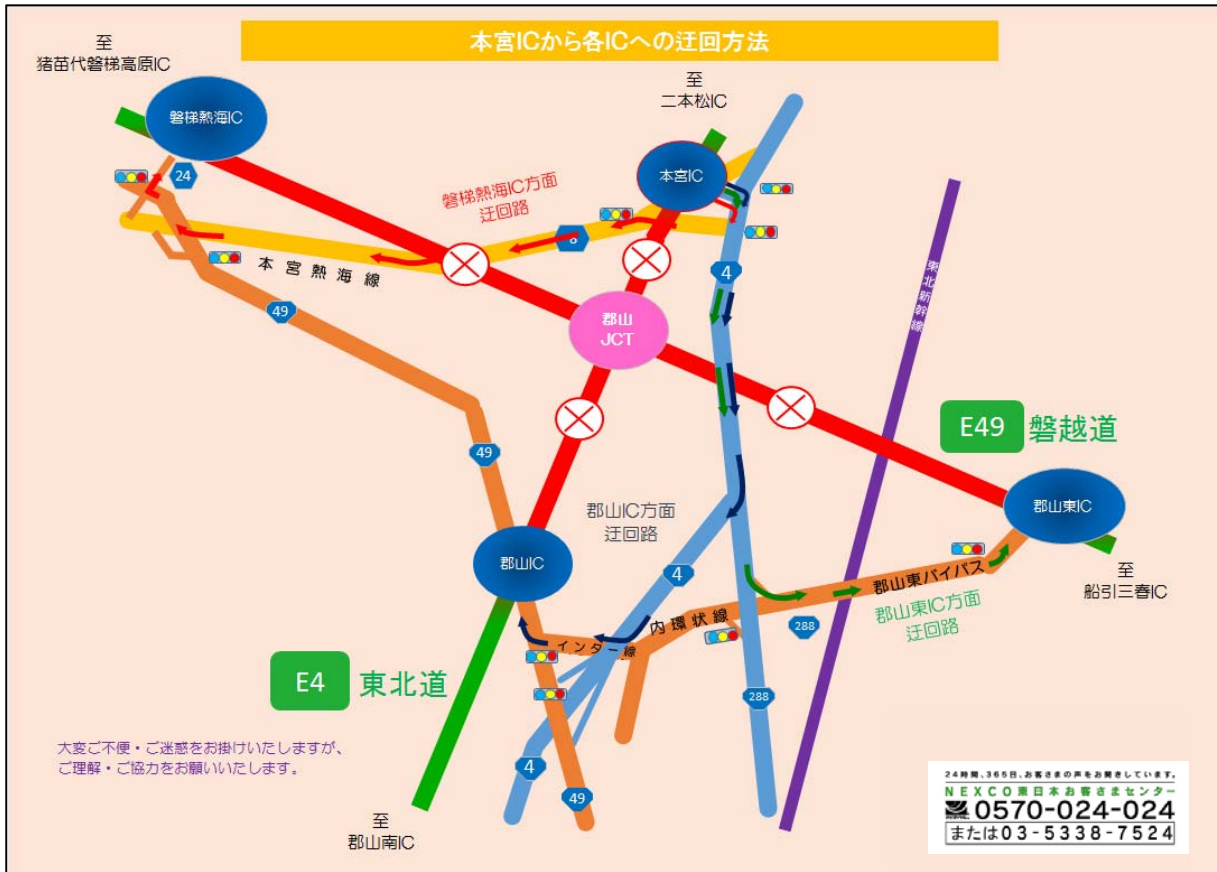 本宮ICから各ICへの迂回方法
至
猪苗代磐梯高原IC
至
二本松IC
磐梯熱海IC
本宮IC
24
磐梯熱海IC方面
迂回路
8
本宮熱海線
4
東北新幹線
49
郡山
JCT
E49 磐越道
49
郡山IC方面
迂回路
郡山東IC
郡山IC
4
郡山東バイパス
至
船引三春IC
288
郡山東IC方面
迂回路
内環状線
インター線
E4 東北道
288
4
49
大変ご不便・ご迷惑をお掛けいたしますが、
ご理解・ご協力をお願いいたします。
至
郡山南IC
24時間、365日、お客さまの声をお聞きしています。
NEXCO東日本お客さまセンター
0570-024-024
または03-5338-7524